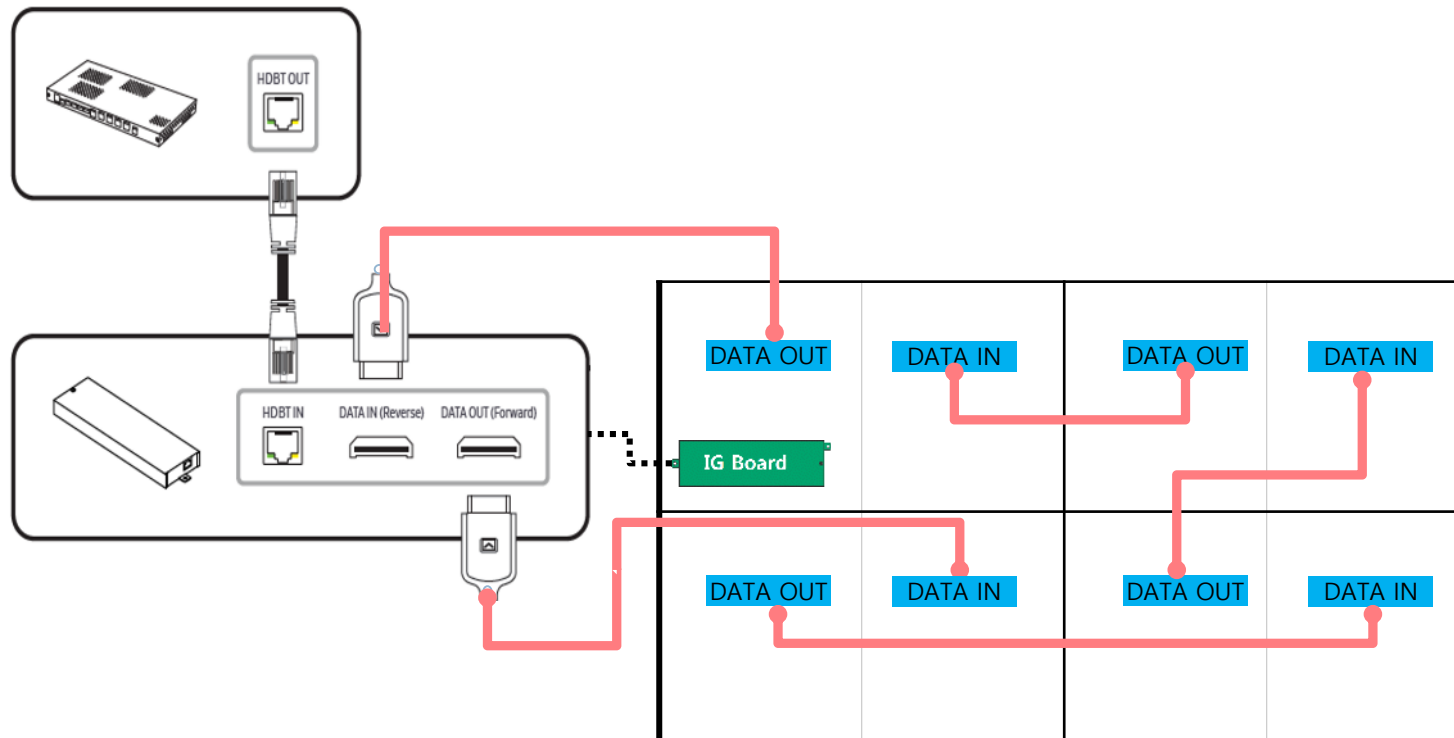 HDBT OUT
HDBT IN
DATA IN (Reverse)
DATA OUT (Forward)
DATA OUT
DATA IN
DATA OUT
DATA IN
IG Board
DATA OUT
DATA IN
DATA OUT
DATA IN